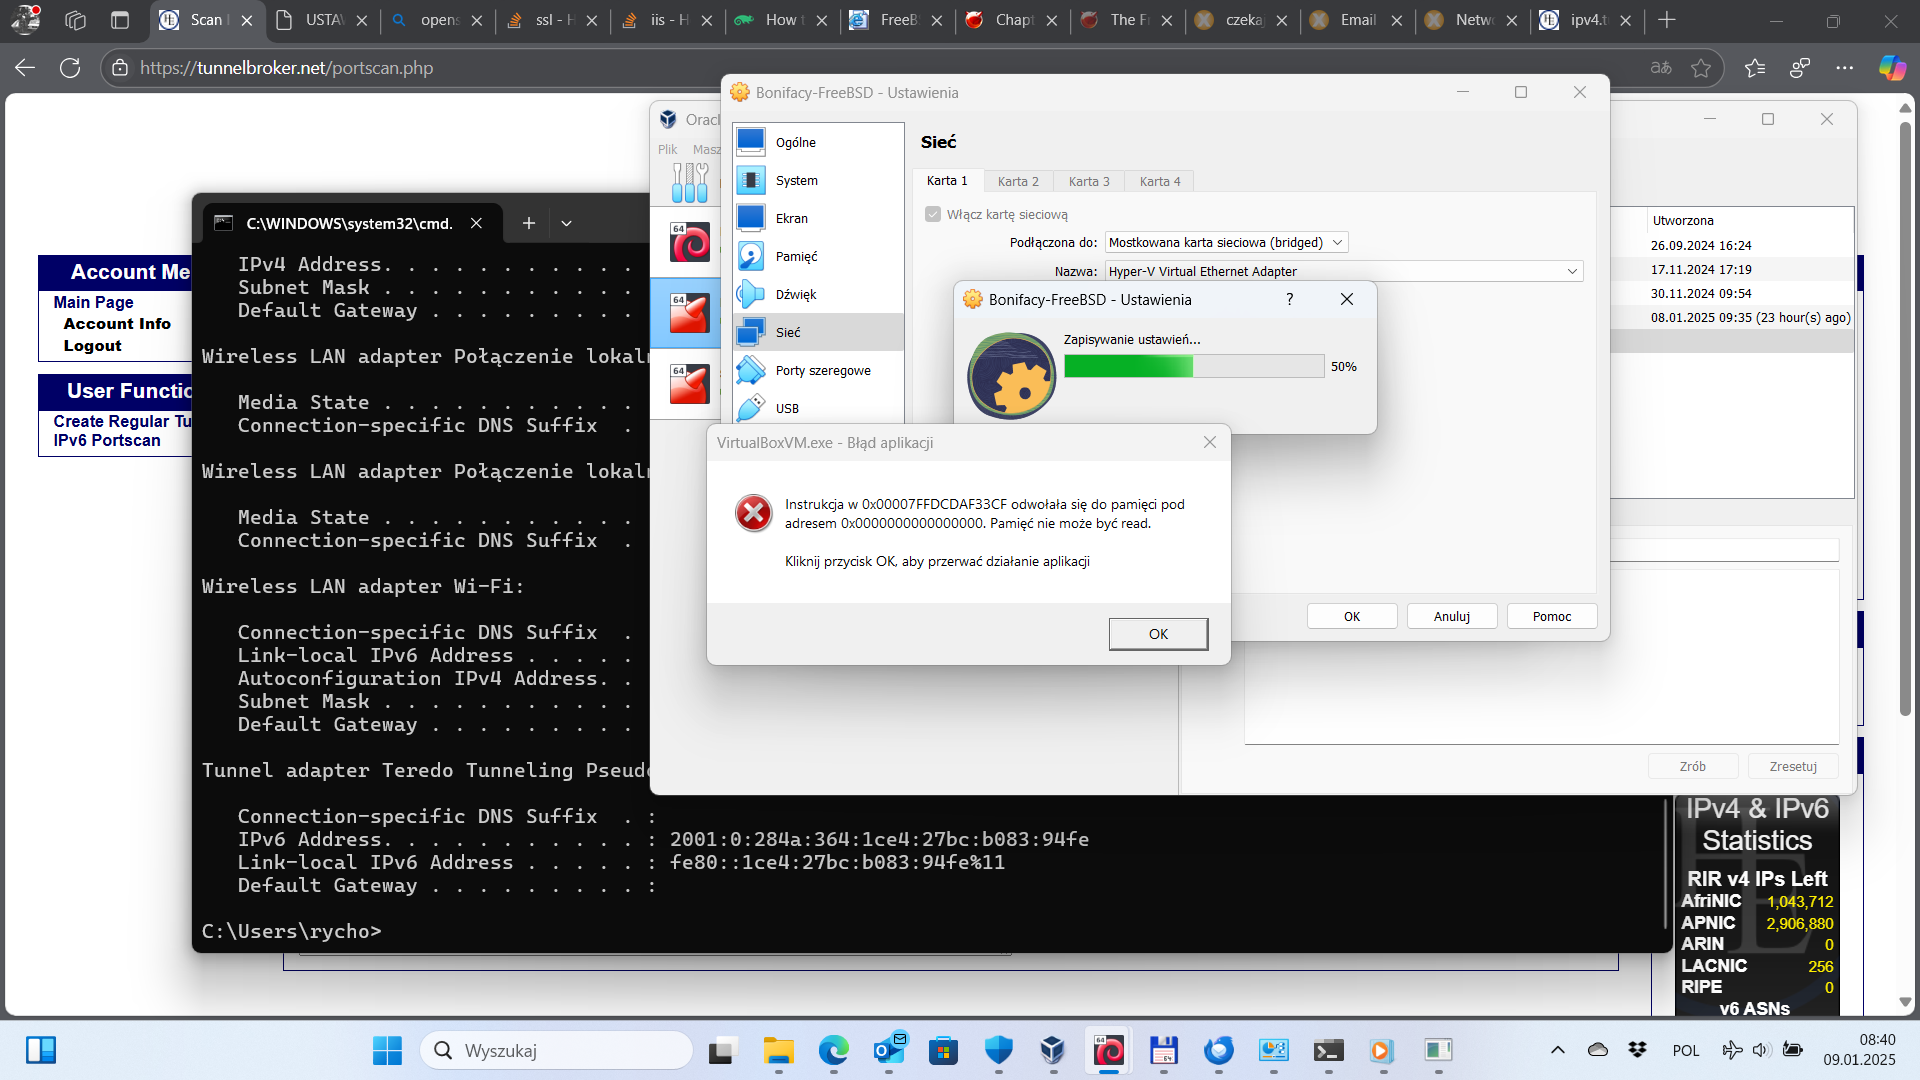 Scan
USTAW
opens
ssl - H
iis - H
How t
FreeB
Chapt
The Fr
czekaj
Email
Netwo
ipv4.t
https://tunnelbroker.net/portscan.php
Account Me
Main Page
Account Info
Logout
User Functio
Create Regular Tu
IPv6 Portscan
C:\WINDOWS\system32\cmd.
IPv4 Address. . . . . . . . . . .
Subnet Mask . . . . . . . . . . .
Default Gateway . . . . . . . . .
Wireless LAN adapter Połączenie lokaln
Media State . . . . . . . . . . .
Connection-specific DNS Suffix  .
Wireless LAN adapter Połączenie lokaln
Media State . . . . . . . . . . .
Connection-specific DNS Suffix  .
Wireless LAN adapter Wi-Fi:
Connection-specific DNS Suffix  .
Link-local IPv6 Address . . . . .
Autoconfiguration IPv4 Address. .
Subnet Mask . . . . . . . . . . .
Default Gateway . . . . . . . . .
Tunnel adapter Teredo Tunneling Pseudo
Connection-specific DNS Suffix  . :
IPv6 Address. . . . . . . . . . . : 2001:0:284a:364:1ce4:27bc:b083:94fe
Link-local IPv6 Address . . . . . : fe80::1ce4:27bc:b083:94fe%11
Default Gateway . . . . . . . . . :
C:\Users\rycho>
Oracl
Plik Masz
64
64
64
Utworzona
26.09.2024 16:24
17.11.2024 17:19
30.11.2024 09:54
08.01.2025 09:35 (23 hour(s) ago)
Zrób Zresetuj
Bonifacy-FreeBSD - Ustawienia
Ogólne
System
Ekran
Pamięć
Dźwięk
Sieć
Porty szeregowe
USB
Sieć
Karta 1 Karta 2 Karta 3 Karta 4
Włącz kartę sieciową
Podłączona do: Mostkowana karta sieciowa (bridged)
Nazwa: Hyper-V Virtual Ethernet Adapter
OK Anuluj Pomoc
Bonifacy-FreeBSD - Ustawienia ?
Zapisywanie ustawień...
50%
VirtualBoxVM.exe - Błąd aplikacji
Instrukcja w 0x00007FFDCDAF33CF odwołała się do pamięci pod
adresem 0x0000000000000000. Pamięć nie może być read.
Kliknij przycisk OK, aby przerwać działanie aplikacji
OK
IPv4 & IPv6
Statistics
RIR v4 IPs Left
AfriNIC 1,043,712
APNIC 2,906,880
ARIN 0
LACNIC 256
RIPE 0
v6 ASNs
Wyszukaj
64
64
POL
08:40
09.01.2025